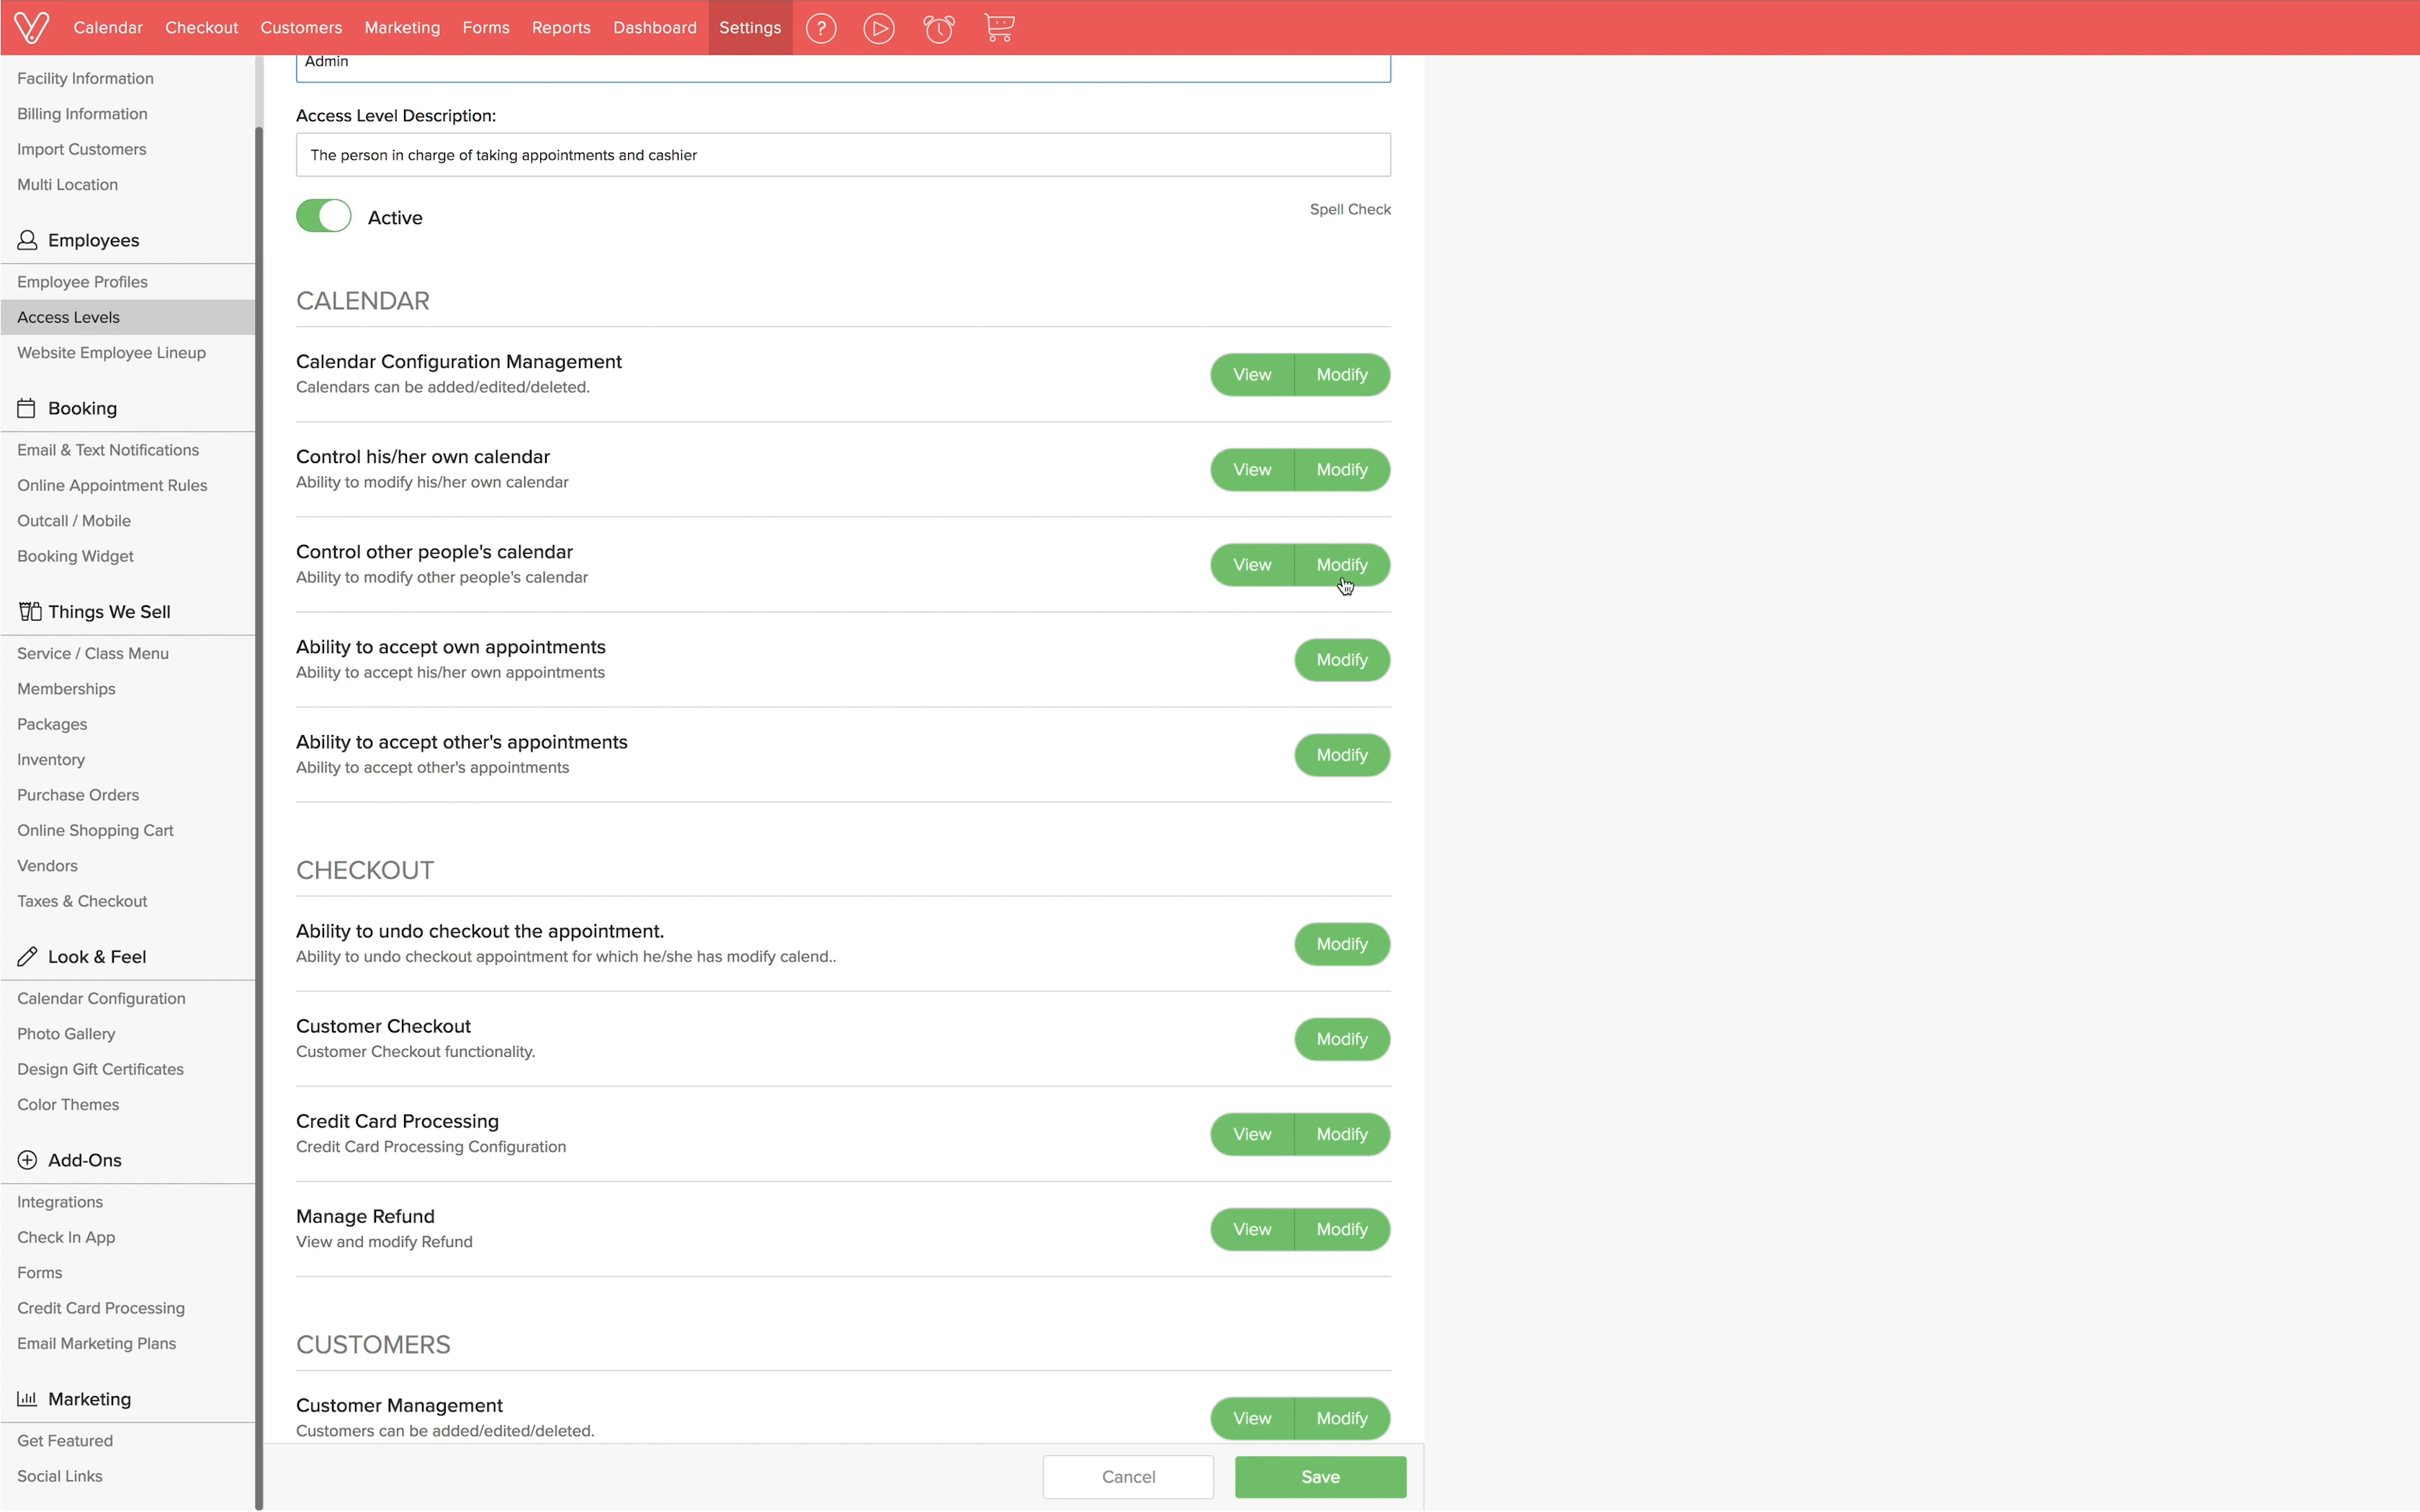 Calendar Checkout Customers Marketing Forms Reports Dashboard Settings ?
Facility Information
Billing Information
Import Customers
Multi Location
Employees
Employee Profiles
Access Levels
Website Employee Lineup
Booking
Email & Text Notifications
Online Appointment Rules
Outcall / Mobile
Booking Widget
Things We Sell
Service / Class Menu
Memberships
Packages
Inventory
Purchase Orders
Online Shopping Cart
Vendors
Taxes & Checkout
Look & Feel
Calendar Configuration
Photo Gallery
Design Gift Certificates
Color Themes
Add-Ons
Integrations
Check In App
Forms
Credit Card Processing
Email Marketing Plans
Marketing
Get Featured
Social Links
Admin
Access Level Description:
The person in charge of taking appointments and cashier
Active
Spell Check
CALENDAR
Calendar Configuration Management
Calendars can be added/edited/deleted.
View Modify
Control his/her own calendar
Ability to modify his/her own calendar
View Modify
Control other people's calendar
Ability to modify other people's calendar
View Modify
Ability to accept own appointments
Ability to accept his/her own appointments
Modify
Ability to accept other's appointments
Ability to accept other's appointments
Modify
CHECKOUT
Ability to undo checkout the appointment.
Ability to undo checkout appointment for which he/she has modify calend..
Modify
Customer Checkout
Customer Checkout functionality.
Modify
Credit Card Processing
Credit Card Processing Configuration
View Modify
Manage Refund
View and modify Refund
View Modify
CUSTOMERS
Customer Management
Customers can be added/edited/deleted.
View Modify
Cancel Save